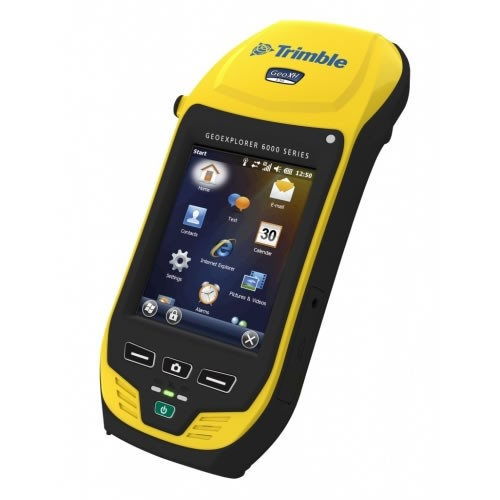 Trimble
GeoXH
GEOEXPLORER 6000 SERIES
Start
12:50
Home
E-mail
Text
Contacts
Calendar
30
Internet Explorer
Settings
Pictures & Videos
Alarms